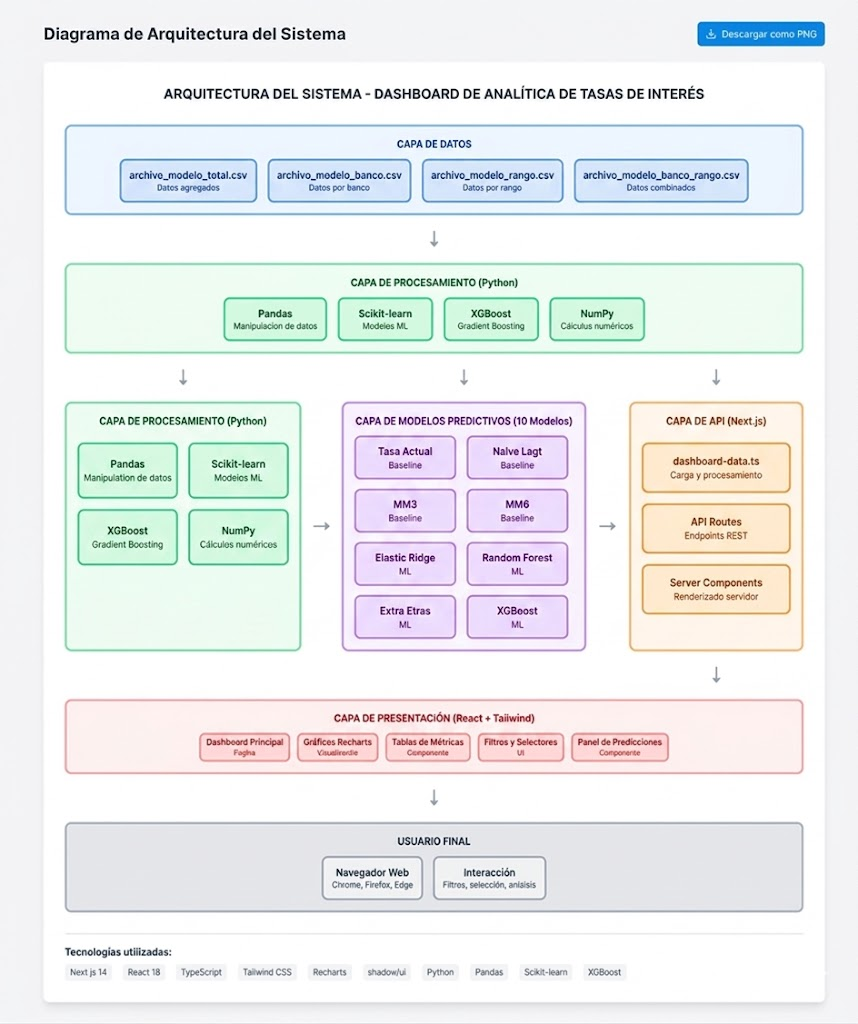 Diagrama de Arquitectura del Sistema
Descargar como PNG
ARQUITECTURA DEL SISTEMA - DASHBOARD DE ANALÍTICA DE TASAS DE INTERÉS
CAPA DE DATOS
archivo_modelo_total.csv
Datos agregados
archivo_modelo_banco.csv
Datos por banco
archivo_modelo_rango.csv
Datos por rango
archivo_modelo_banco_rango.csv
Datos combinados
CAPA DE PROCESAMIENTO (Python)
Pandas
Manipulacion de datos
Scikit-learn
Modeles ML
XGBoost
Gradient Boosting
NumPy
Cálculus numéricos
CAPA DE PROCESAMIENTO (Python)
Pandas
Manipulation de datos
Scikit-learn
Modeios ML
XGBoost
Gradient Boosting
NumPy
Cálculos numéricos
CAPA DE MODELOS PREDICTIVOS (10 Modelos)
Tasa Actual
Baseline
Nalve Lagt
Baseline
MM3
Baseline
MM6
Baseline
Elastic Ridge
ML
Random Forest
ML
Extra Etras
ML
XGBeost
ML
CAPA DE API (Next.js)
dashboard-data.ts
Carga y procesamiento
API Routes
Endpoints REST
Server Components
Renderizado servidor
CAPA DE PRESENTACIÓN (React + Taiiwind)
Dashboard Principal
Gráfices Recharts
Tablas de Métricas
Componente
Filtros y Selectores
UI
Panel de Predicciones
Componente
USUARIO FINAL
Navegador Web
Chrome, Firefox, Edge
Interacción
Filtros, selección, anlaisis
Tecnologías utiiizadas:
Next js 14
React 18
TypeScript
Tailwind CSS
Recharts
shadow/ui
Python
Pandas
Scikit-learn
XGBoost